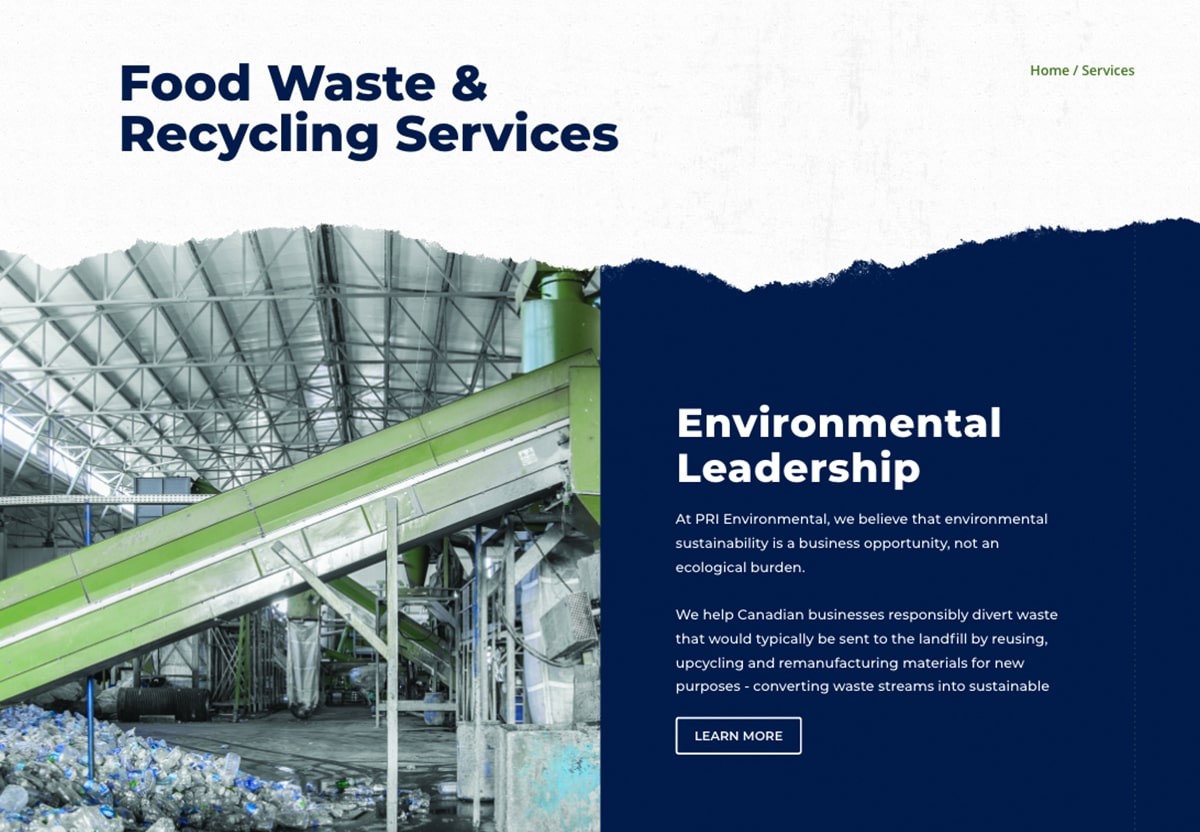 Food Waste &
Recycling Services
Home / Services
Environmental
Leadership
At PRI Environmental, we believe that environmental
sustainability is a business opportunity, not an
ecological burden.
We help Canadian businesses responsibly divert waste
that would typically be sent to the landfill by reusing,
upcycling and remanufacturing materials for new
purposes - converting waste streams into sustainable
LEARN MORE